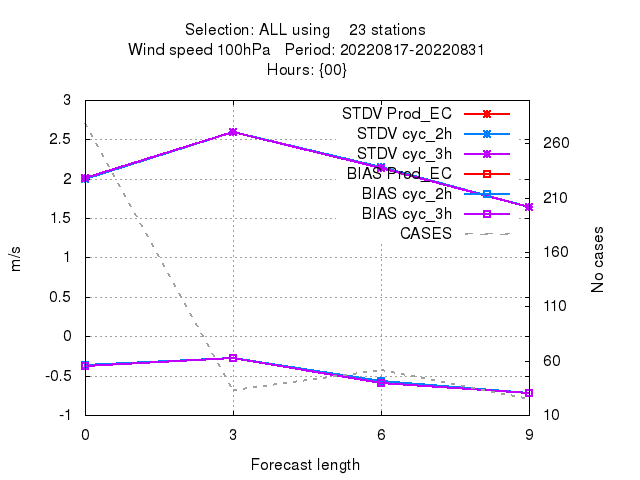 Selection: ALL using    23 stations
Wind speed 100hPa   Period: 20220817-20220831
Hours: {00}
3
2.5
2
1.5
1
0.5
0
-0.5
-1
m/s
STDV Prod_EC
STDV cyc_2h
STDV cyc_3h
BIAS Prod_EC
BIAS cyc_2h
BIAS cyc_3h
CASES
260
210
160
110
60
10
No cases
0 3 6 9
Forecast length